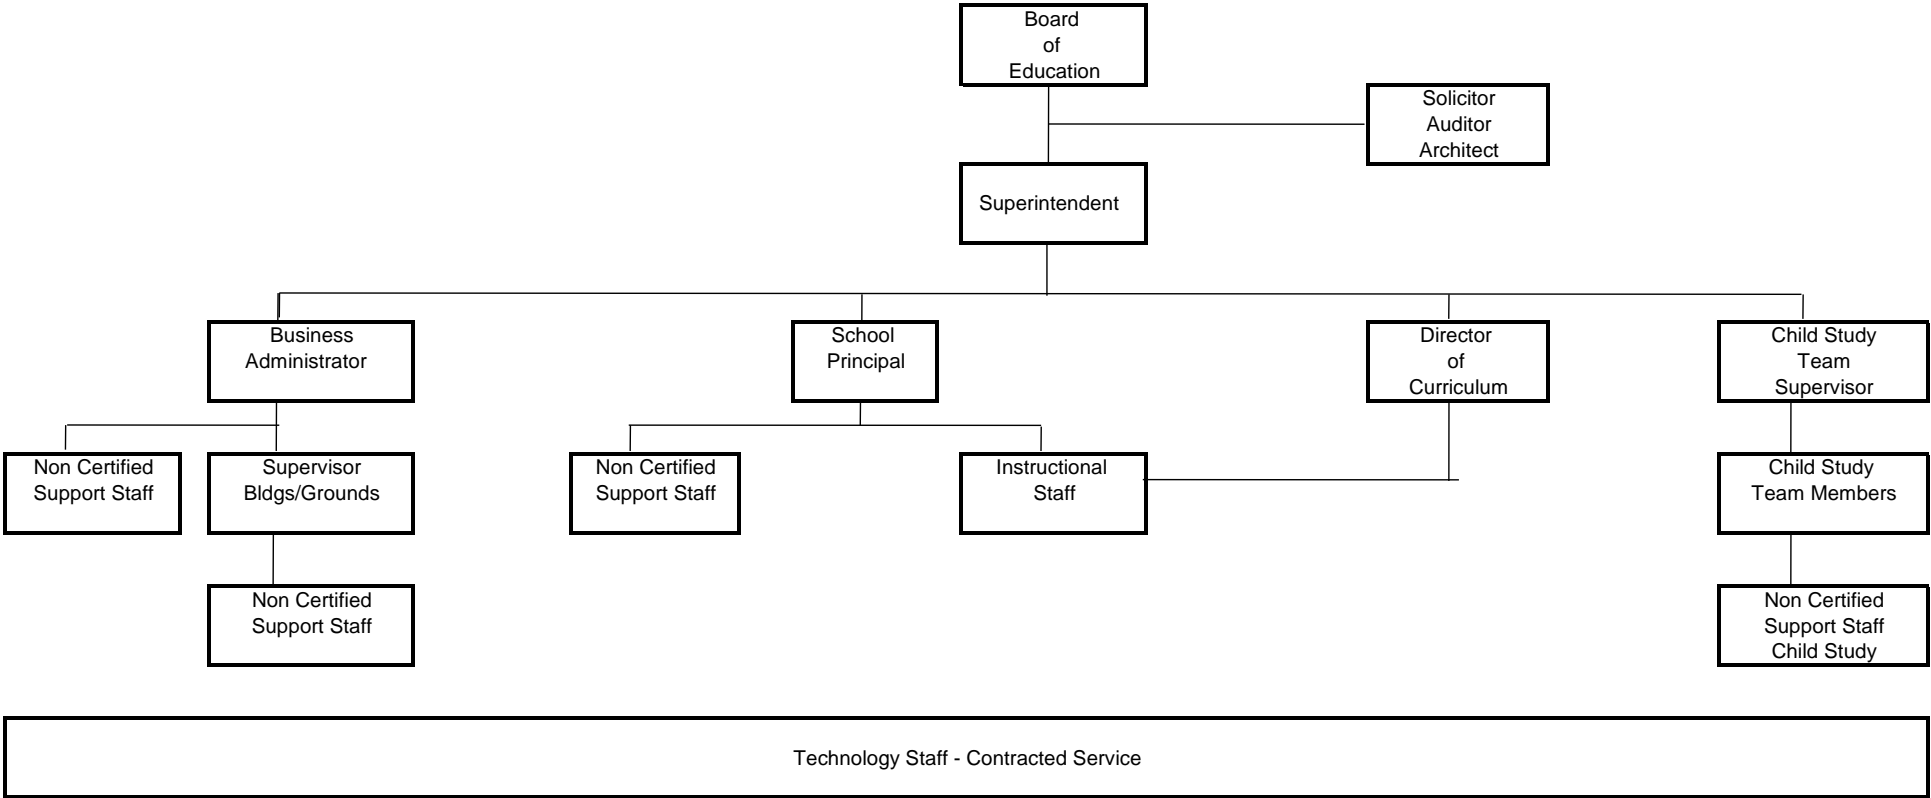 Board
of
Education
Solicitor
Auditor
Architect
Superintendent
Business
Administrator
School
Principal
Director
of
Curriculum
Child Study
Team
Supervisor
Non Certified
Support Staff
Supervisor
Bldgs/Grounds
Non Certified
Support Staff
Instructional
Staff
Child Study
Team Members
Non Certified
Support Staff
Non Certified
Support Staff
Child Study
Technology Staff - Contracted Service